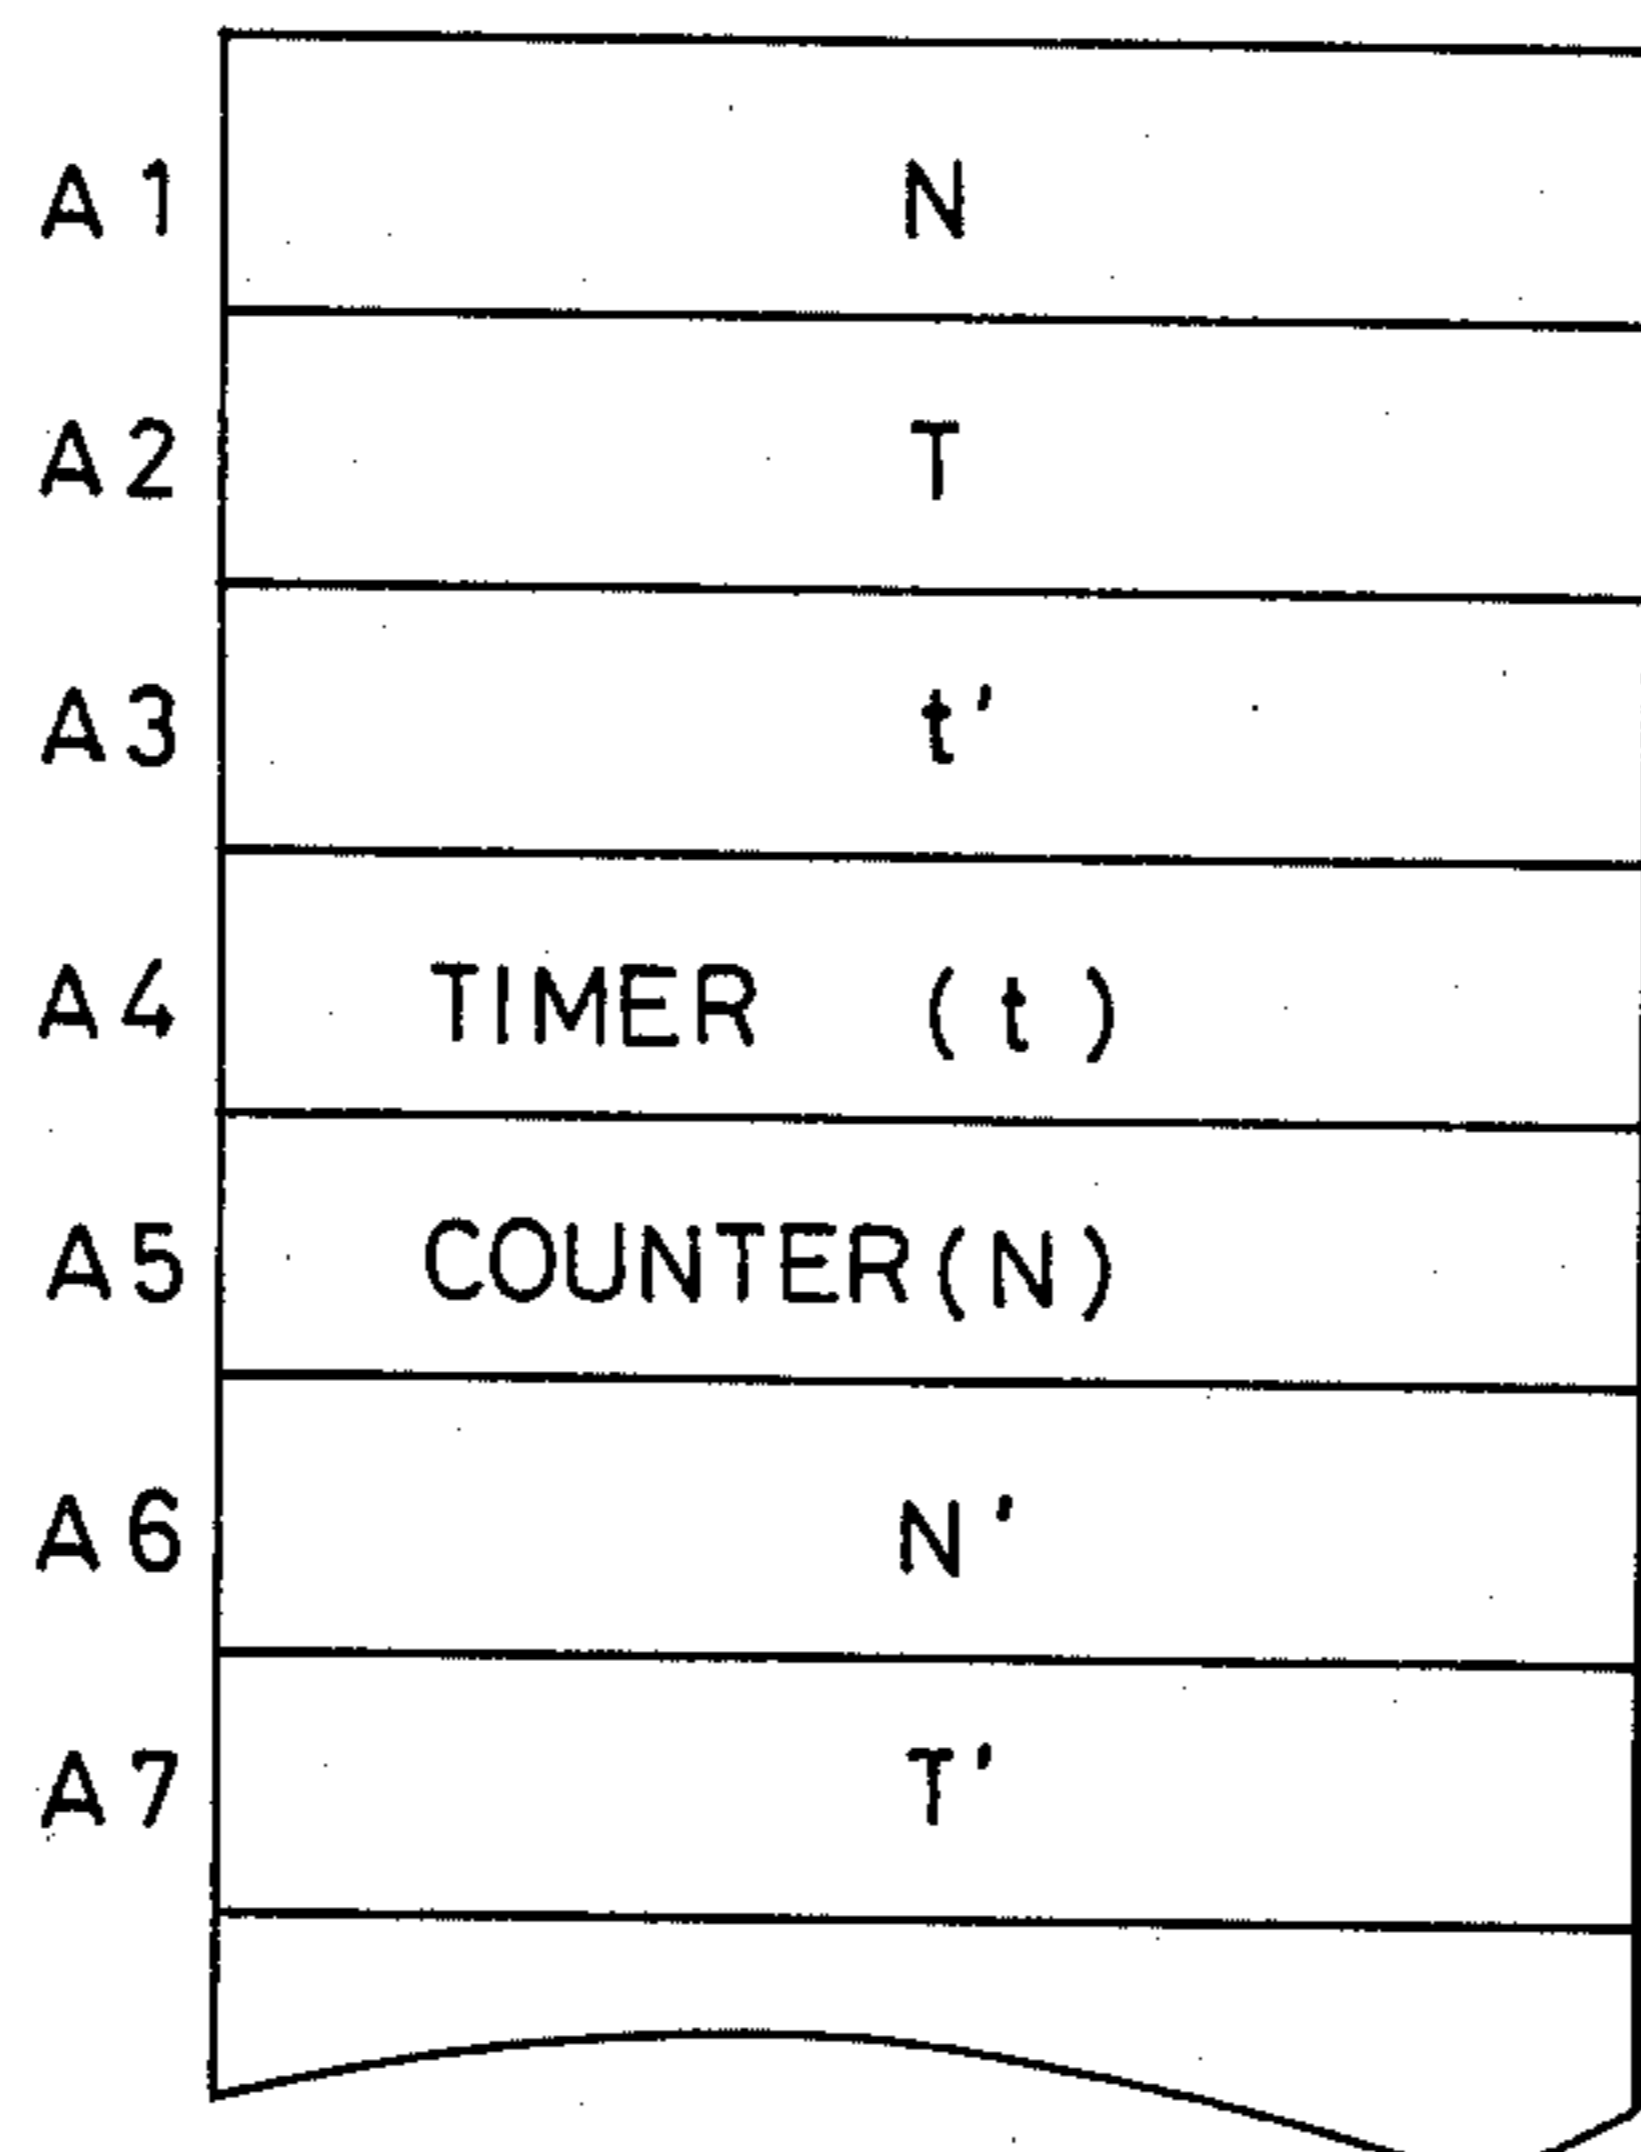 A1 N
A2 T
A3 t'
A4 TIMER (t)
A5 COUNTER(N)
A6 N'
A7 T'